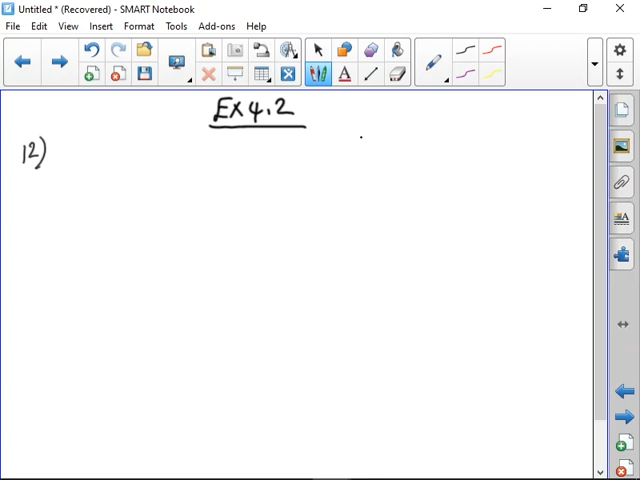 Untitled * (Recovered) - SMART Notebook
File Edit View Insert Format Tools Add-ons Help
Ex 4.2
12)